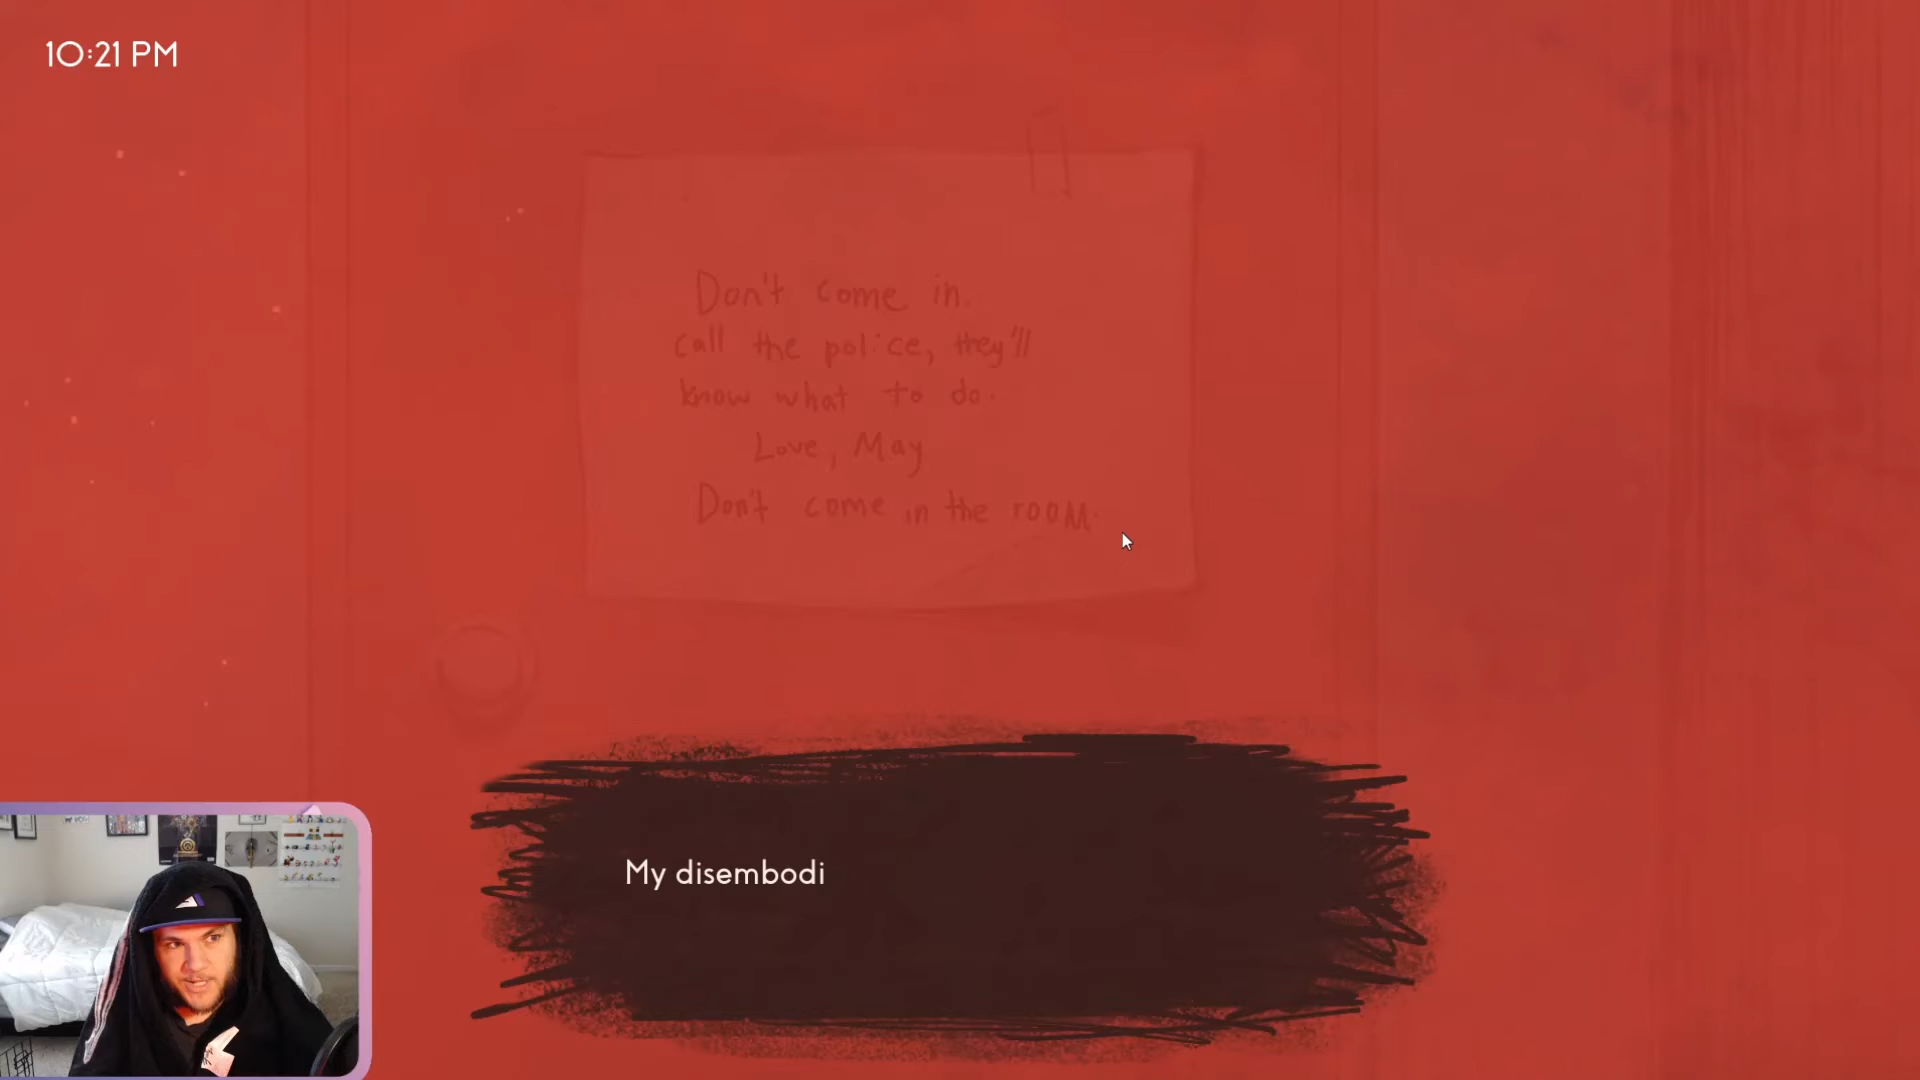 10:21 PM
Don't come in.
call the police, they'll
know what to do.
Love, May
Don't come in the rooM.
My disembodi